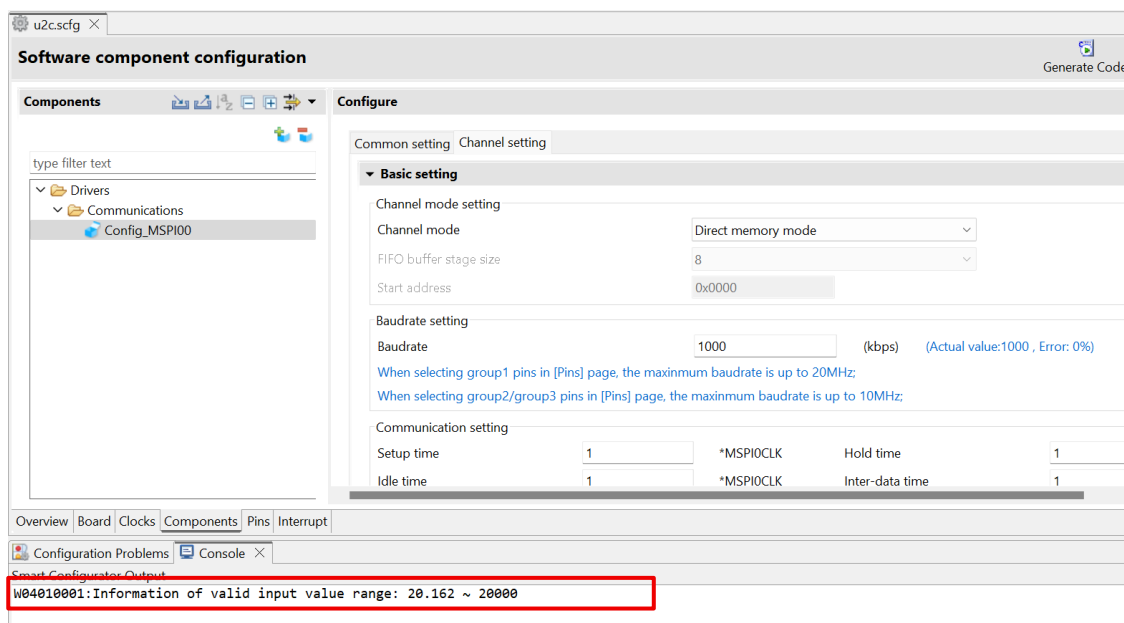 u2c.scfg
Software component configuration
Generate Code
Components
Configure
type filter text
Drivers
Communications
Config_MSPI00
Common setting Channel setting
Basic setting
Channel mode setting
Channel mode Direct memory mode
FIFO buffer stage size 8
Start address 0x0000
Baudrate setting
Baudrate 1000 (kbps) (Actual value:1000 , Error: 0%)
When selecting group1 pins in [Pins] page, the maxinmum baudrate is up to 20MHz;
When selecting group2/group3 pins in [Pins] page, the maxinmum baudrate is up to 10MHz;
Communication setting
Setup time 1 *MSPI0CLK Hold time 1
Idle time 1 *MSPI0CLK Inter-data time 1
Overview Board Clocks Components Pins Interrupt
Configuration Problems Console
Smart Configurator Output
W04010001:Information of valid input value range: 20.162 ~ 20000